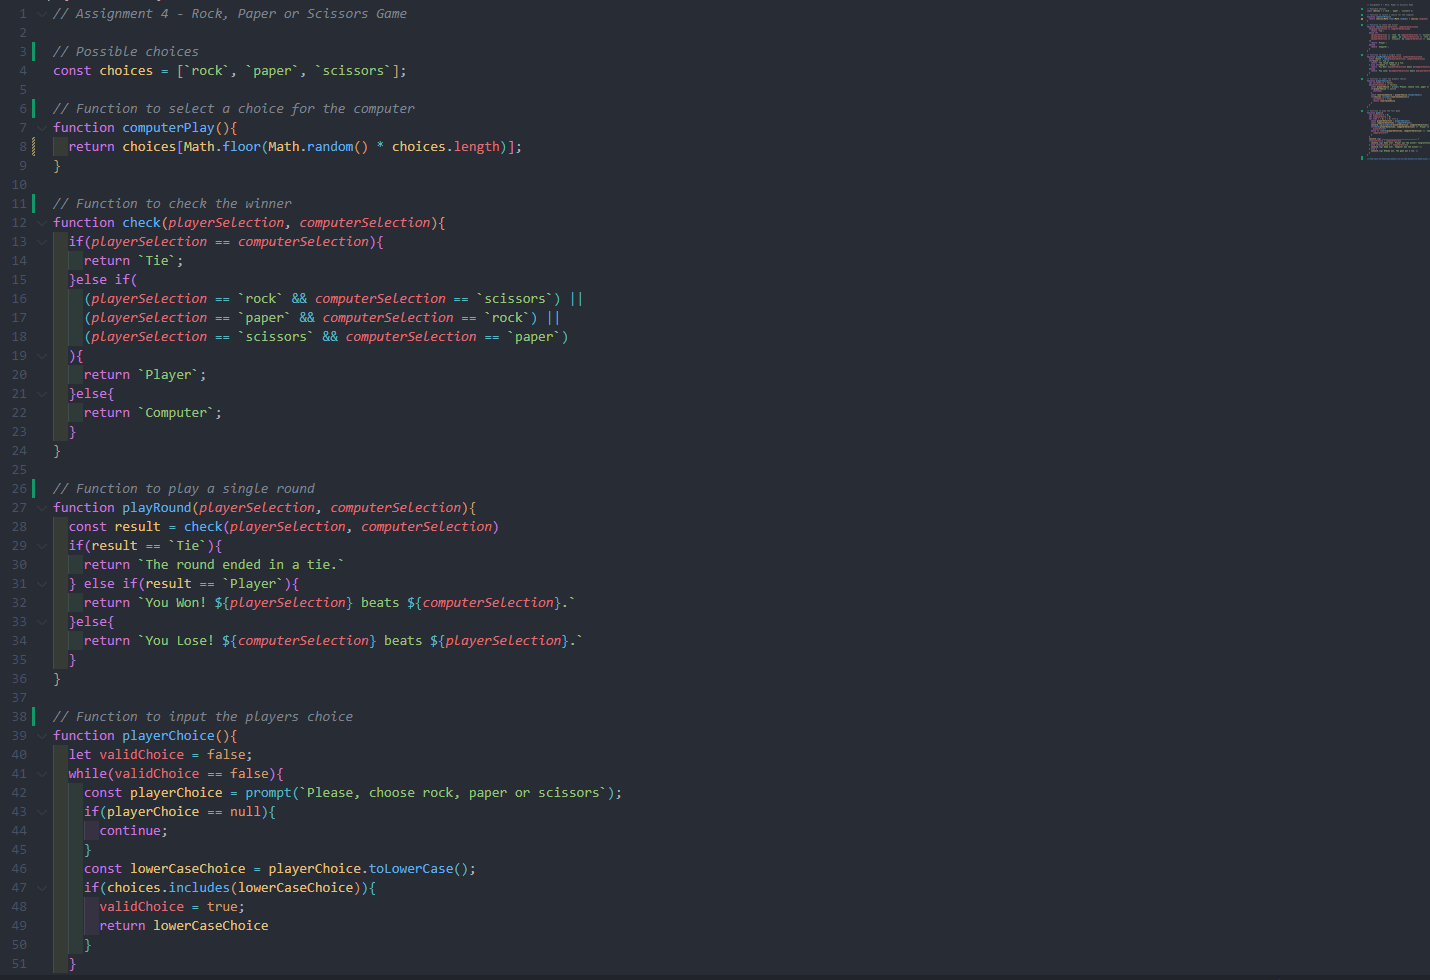 1 // Assignment 4 - Rock, Paper or Scissors Game
2
3 // Possible choices
4 const choices = [`rock`, `paper`, `scissors`];
5
6 // Function to select a choice for the computer
7 function computerPlay(){
8   return choices[Math.floor(Math.random() * choices.length)];
9 }
10
11 // Function to check the winner
12 function check(playerSelection, computerSelection){
13   if(playerSelection == computerSelection){
14     return `Tie`;
15   }else if(
16     (playerSelection == `rock` && computerSelection == `scissors`) ||
17     (playerSelection == `paper` && computerSelection == `rock`) ||
18     (playerSelection == `scissors` && computerSelection == `paper`)
19   ){
20     return `Player`;
21   }else{
22     return `Computer`;
23   }
24 }
25
26 // Function to play a single round
27 function playRound(playerSelection, computerSelection){
28   const result = check(playerSelection, computerSelection)
29   if(result == `Tie`){
30     return `The round ended in a tie.`
31   } else if(result == `Player`){
32     return `You Won! ${playerSelection} beats ${computerSelection}.`
33   }else{
34     return `You Lose! ${computerSelection} beats ${playerSelection}.`
35   }
36 }
37
38 // Function to input the players choice
39 function playerChoice(){
40   let validChoice = false;
41   while(validChoice == false){
42     const playerChoice = prompt(`Please, choose rock, paper or scissors`);
43     if(playerChoice == null){
44       continue;
45     }
46     const lowerCaseChoice = playerChoice.toLowerCase();
47     if(choices.includes(lowerCaseChoice)){
48       validChoice = true;
49       return lowerCaseChoice
50     }
51   }